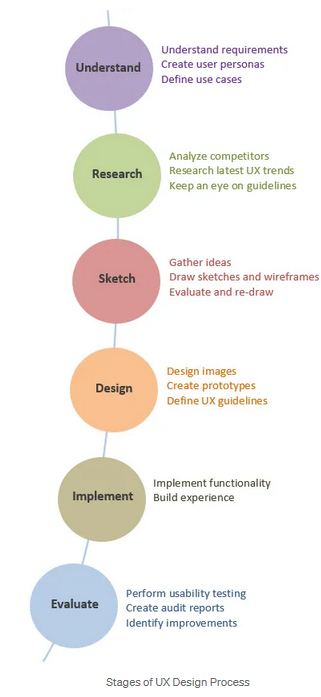 Understand
Understand requirements
Create user personas
Define use cases
Research
Analyze competitors
Research latest UX trends
Keep an eye on guidelines
Sketch
Gather ideas
Draw sketches and wireframes
Evaluate and re-draw
Design
Design images
Create prototypes
Define UX guidelines
Implement
Implement functionality
Build experience
Evaluate
Perform usability testing
Create audit reports
Identify improvements
Stages of UX Design Process